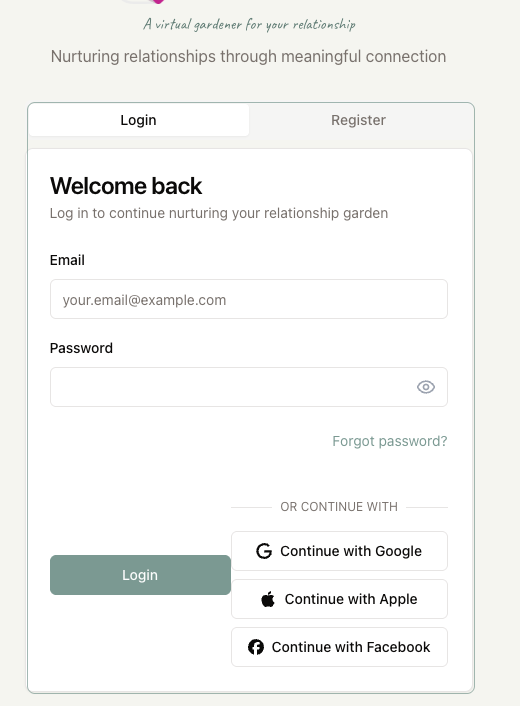 A virtual gardener for your relationship
Nurturing relationships through meaningful connection
Login
Register
Welcome back
Log in to continue nurturing your relationship garden
Email
your.email@example.com
Password
Forgot password?
OR CONTINUE WITH
Login
Continue with Google
Continue with Apple
Continue with Facebook